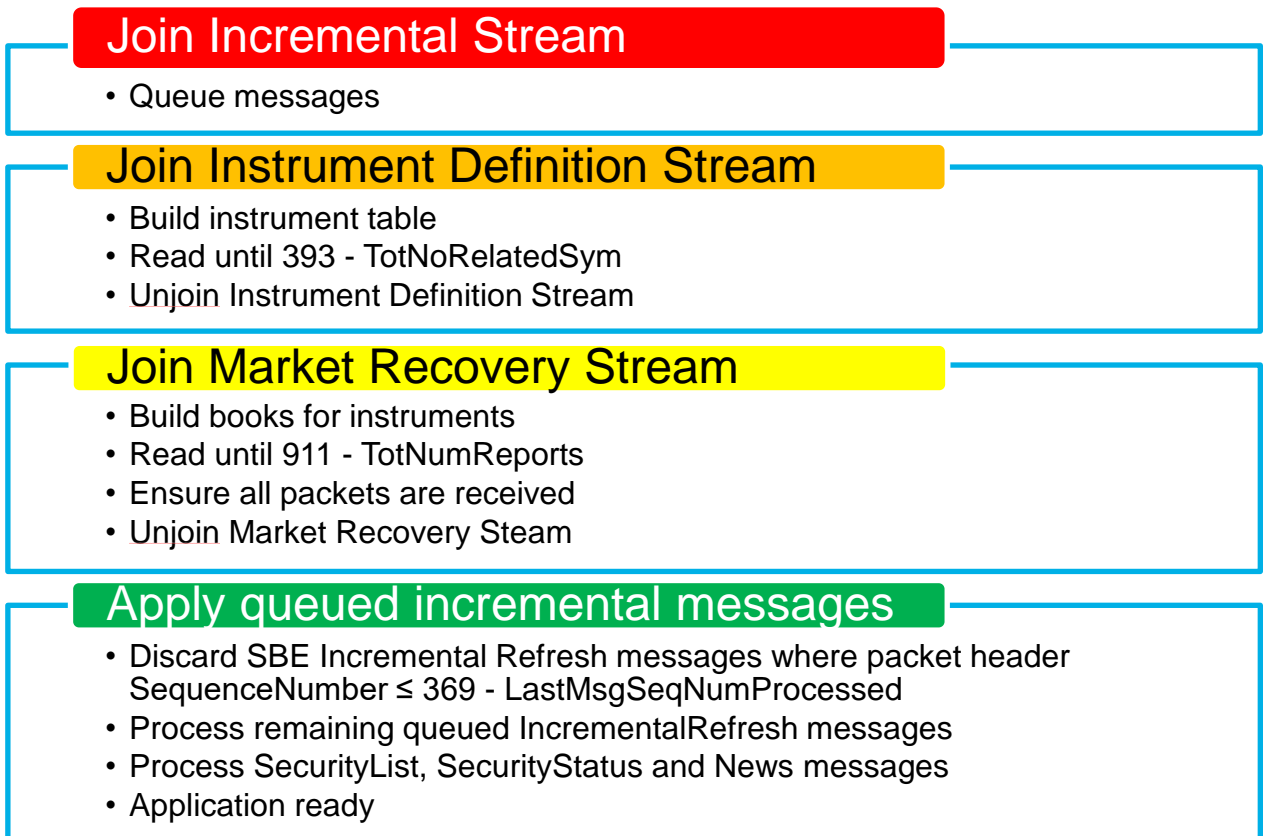 Join Incremental Stream
• Queue messages
Join Instrument Definition Stream
• Build instrument table
• Read until 393 - TotNoRelatedSym
• Unjoin Instrument Definition Stream
Join Market Recovery Stream
• Build books for instruments
• Read until 911 - TotNumReports
• Ensure all packets are received
• Unjoin Market Recovery Steam
Apply queued incremental messages
• Discard SBE Incremental Refresh messages where packet header
SequenceNumber ≤ 369 - LastMsgSeqNumProcessed
• Process remaining queued IncrementalRefresh messages
• Process SecurityList, SecurityStatus and News messages
• Application ready